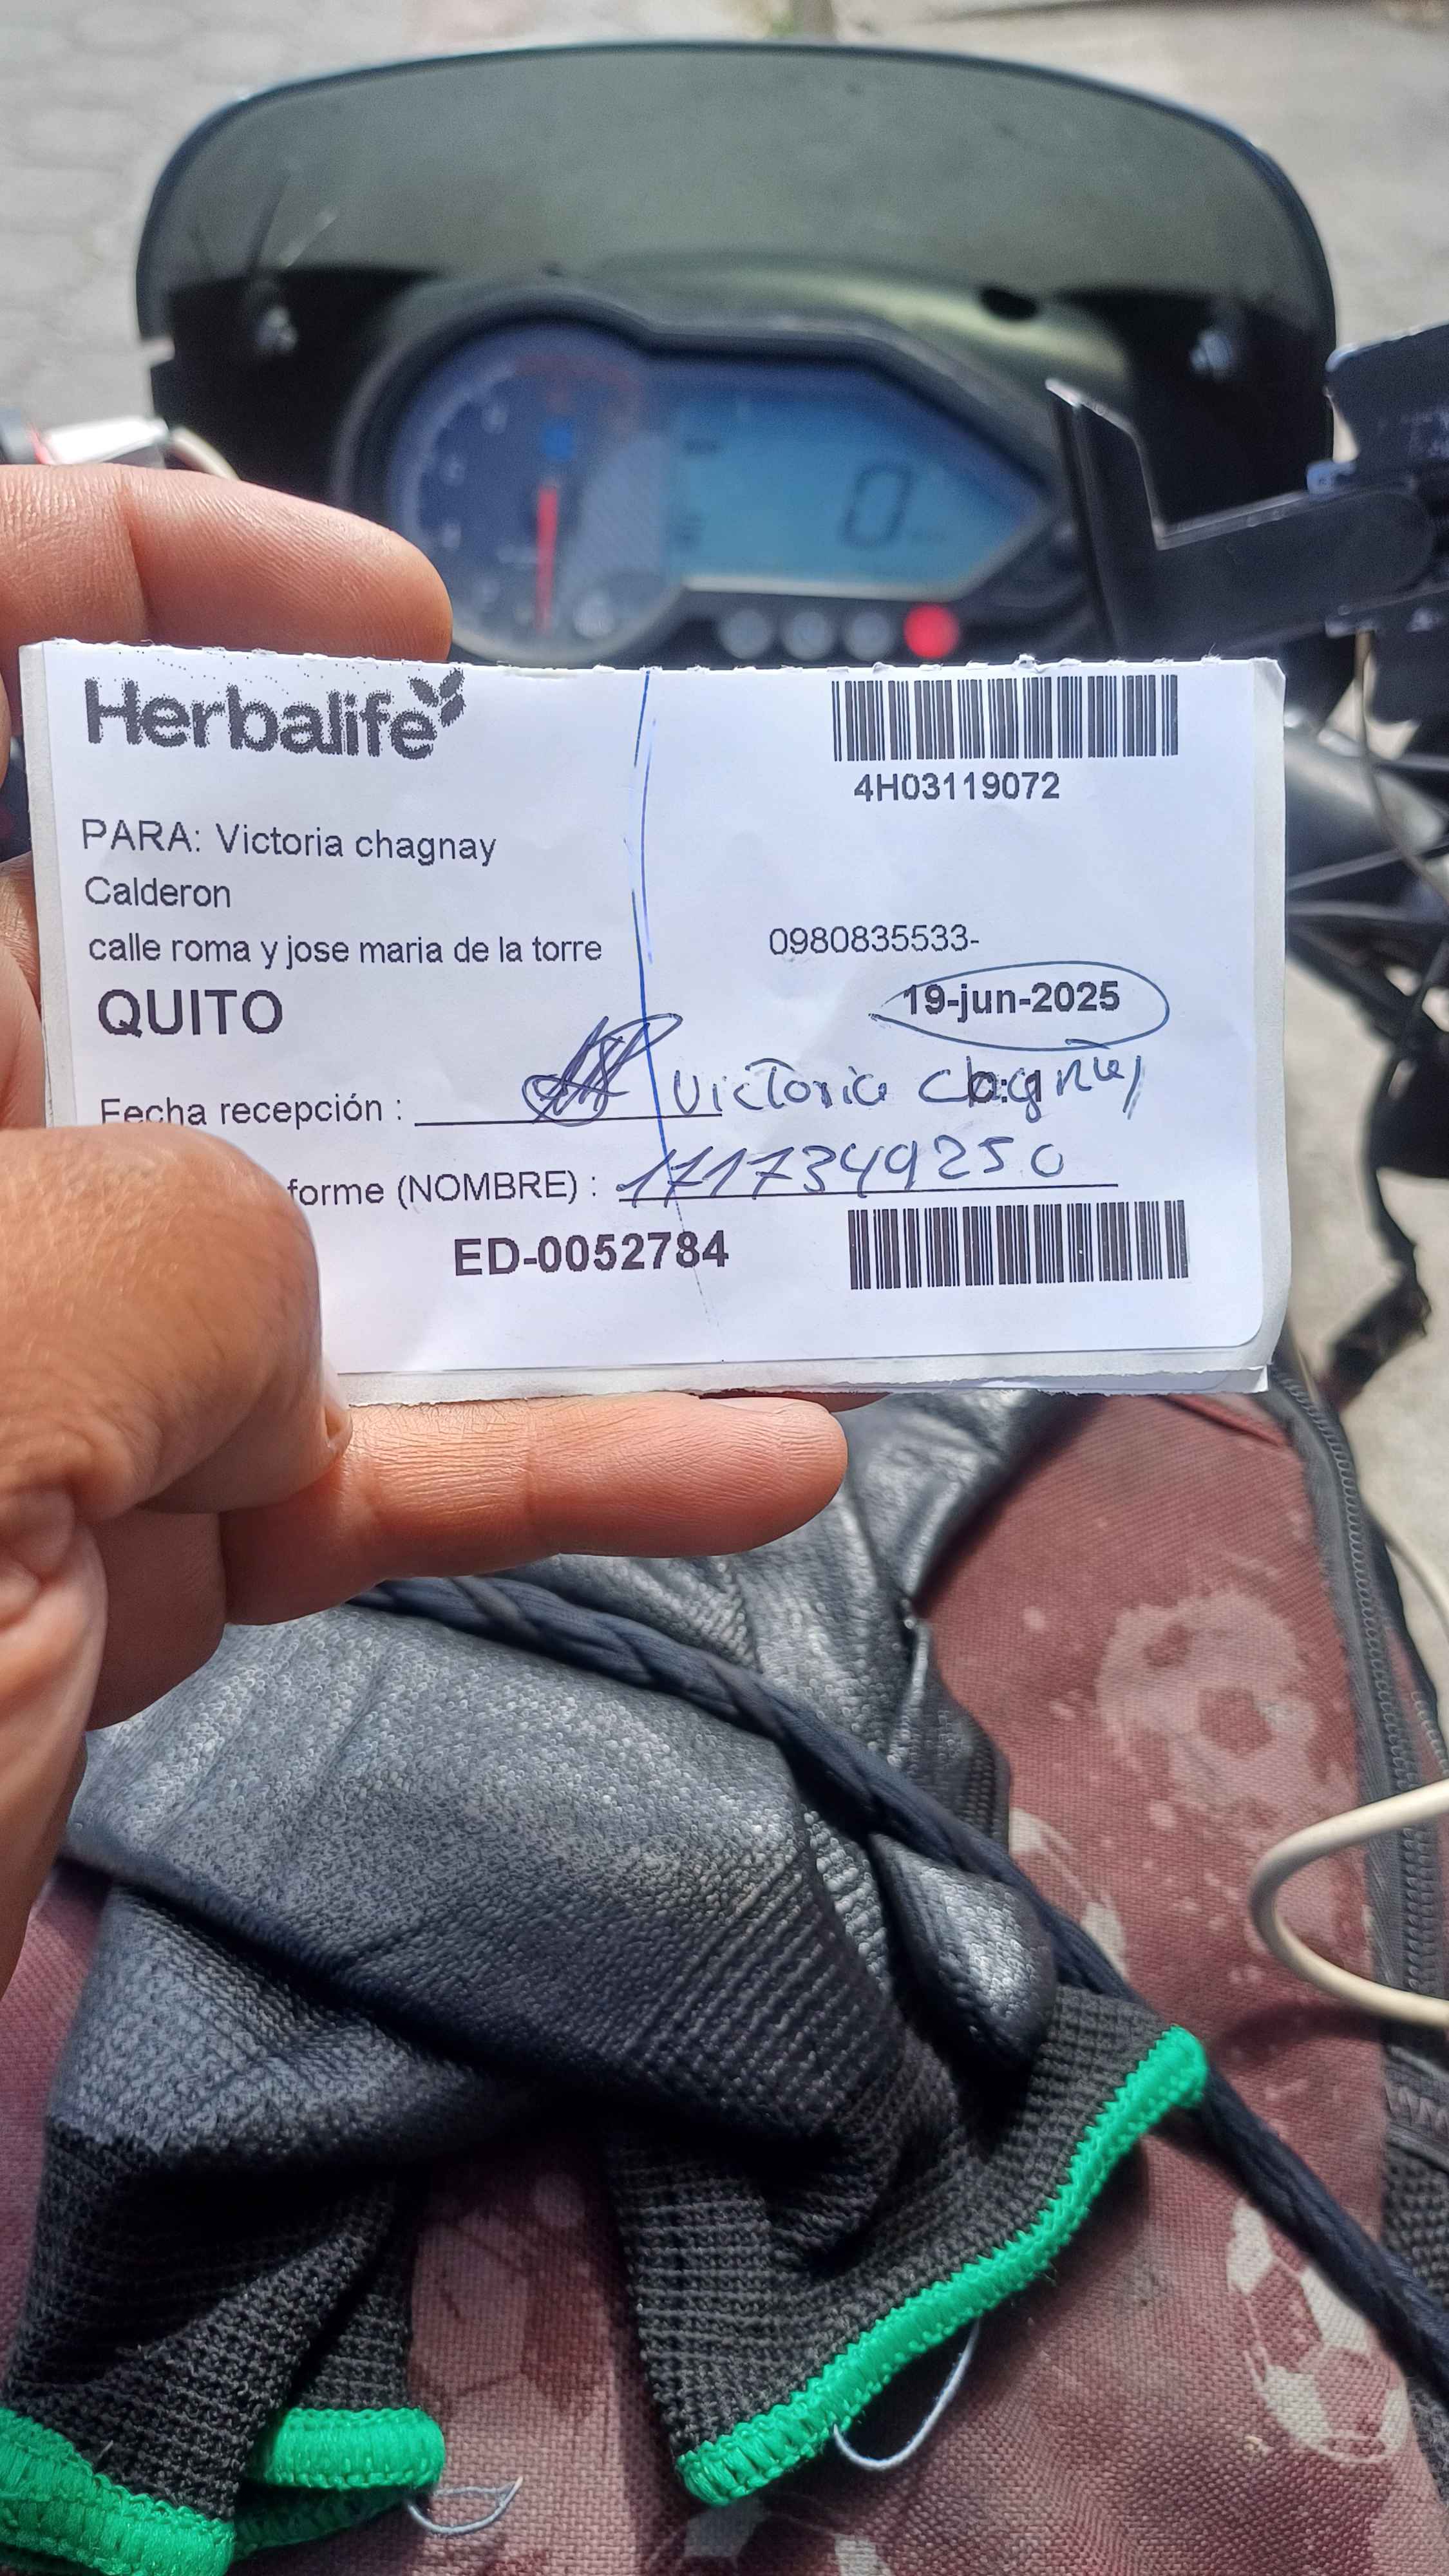 Herbalife
4H03119072
PARA: Victoria chagnay
Calderon
calle roma y jose maria de la torre
0980835533-
QUITO
19-jun-2025
Fecha recepción :
Victoria Chagnay
forme (NOMBRE) : 1717349250
ED-0052784
0